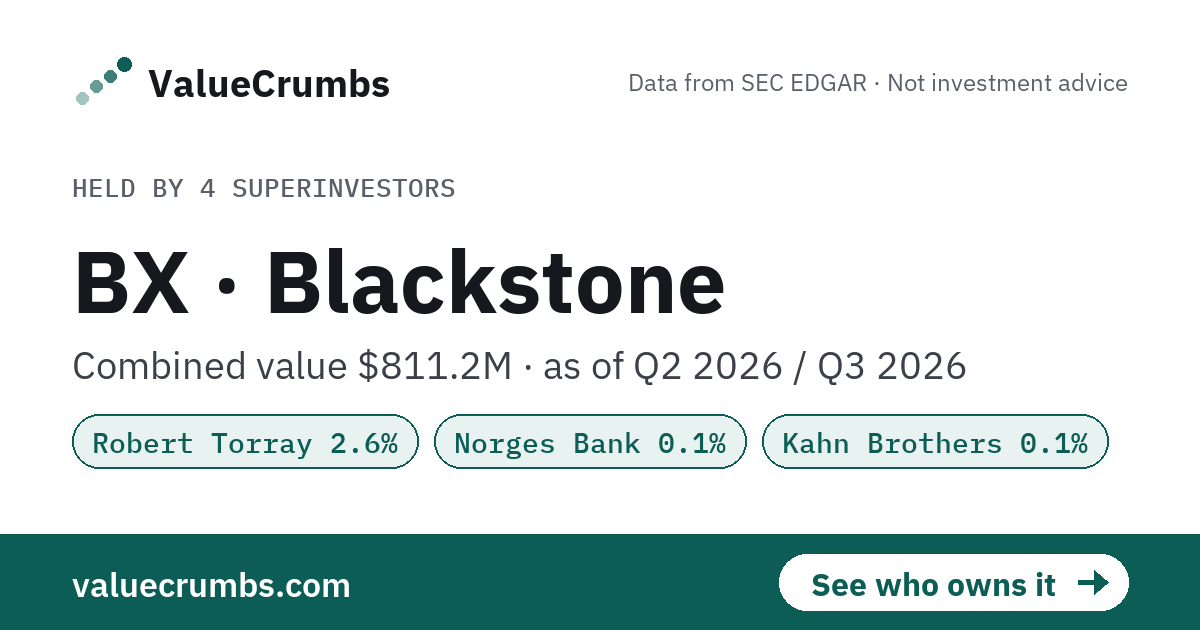 ValueCrumbs
Data from SEC EDGAR · Not investment advice
HELD BY 4 SUPERINVESTORS
BX · Blackstone
Combined value $811.2M · as of Q2 2026 / Q3 2026
Robert Torray 2.6% Norges Bank 0.1% Kahn Brothers 0.1%
valuecrumbs.com
See who owns it →